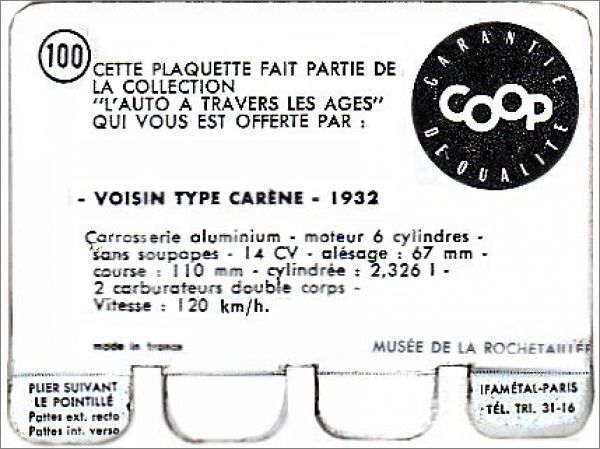 100
CETTE PLAQUETTE FAIT PARTIE DE
LA COLLECTION
"L'AUTO A TRAVERS LES AGES"
QUI VOUS EST OFFERTE PAR :
GARANTIE
COOP
DE QUALITÉ
- VOISIN TYPE CARÈNE - 1932
Carrosserie aluminium - moteur 6 cylindres -
sans soupapes - 14 CV - alésage : 67 mm -
course : 110 mm - cylindrée : 2,326 l -
2 carburateurs double corps -
Vitesse : 120 km/h.
made in france
MUSÉE DE LA ROCHETAILLÉE
PLIER SUIVANT
LE POINTILLÉ
Pattes ext. recto
Pattes int. verso
IFAMÉTAL-PARIS
TÉL. TRI. 31-16